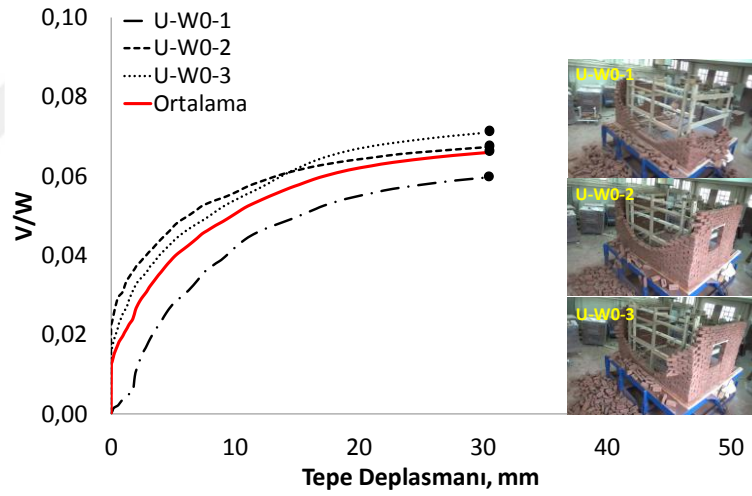 0,10
0,08
0,06
0,04
0,02
0,00
V/W
U-W0-1
U-W0-2
U-W0-3
Ortalama
U-W0-1
U-W0-2
U-W0-3
0 10 20 30 40 50
Tepe Deplasmanı, mm